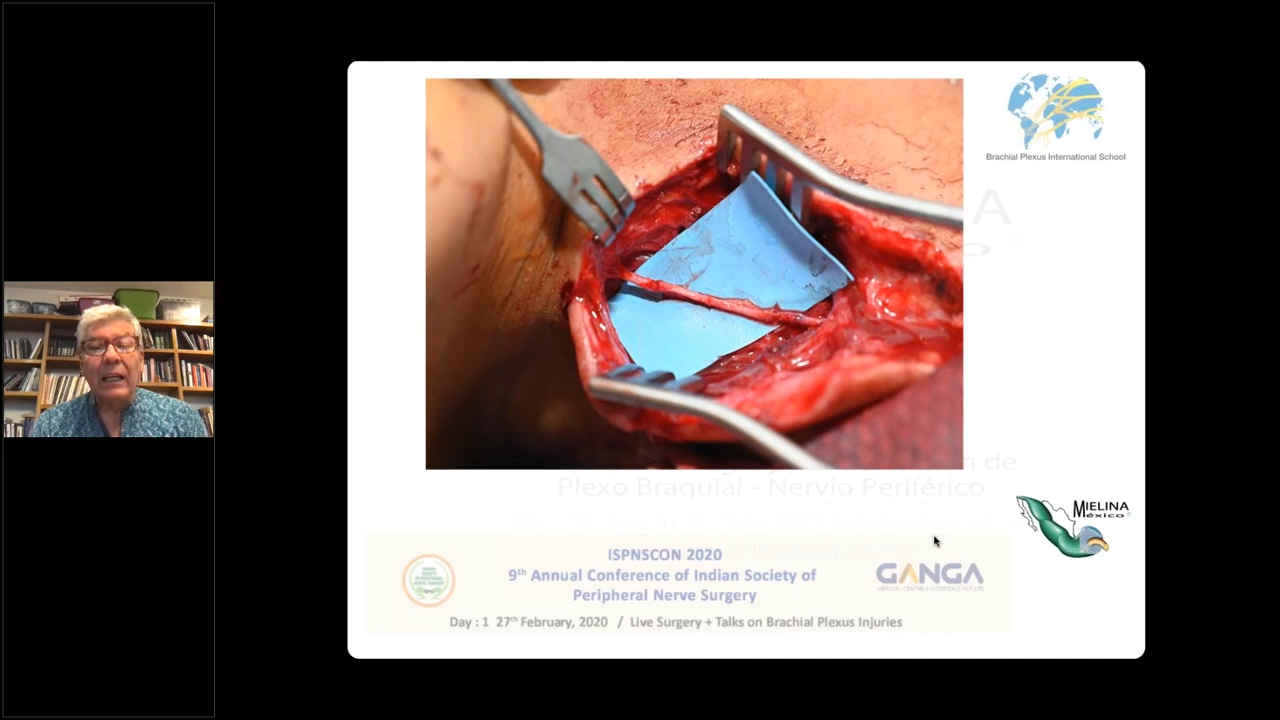 Brachial Plexus International School
A
n de
Plexo Braquial - Nervio Periférico
MIELINA
México
ISPNSCON 2020
9th Annual Conference of Indian Society of
Peripheral Nerve Surgery
GANGA
Day : 1 27th February, 2020 / Live Surgery + Talks on Brachial Plexus Injuries